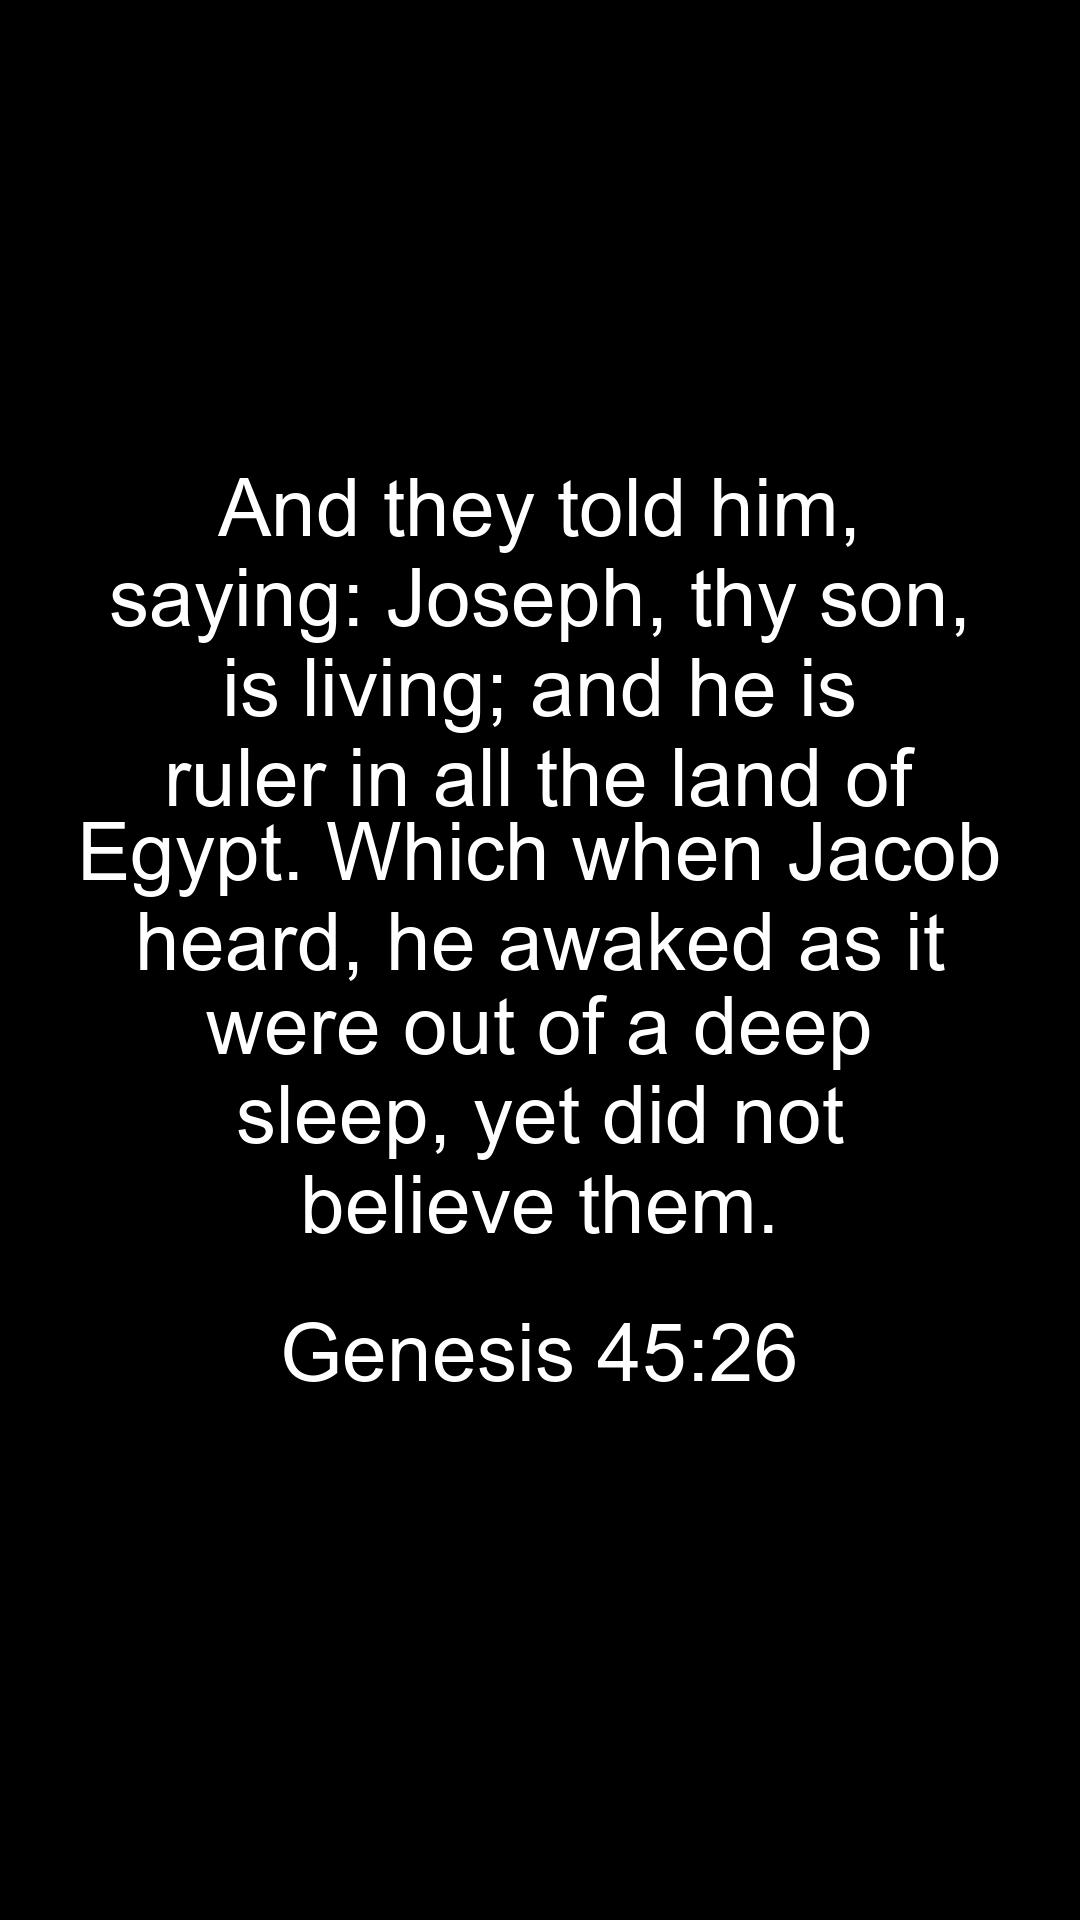 And they told him,
saying: Joseph, thy son,
is living; and he is
ruler in all the land of
Egypt. Which when Jacob
heard, he awaked as it
were out of a deep
sleep, yet did not
believe them.
Genesis 45:26